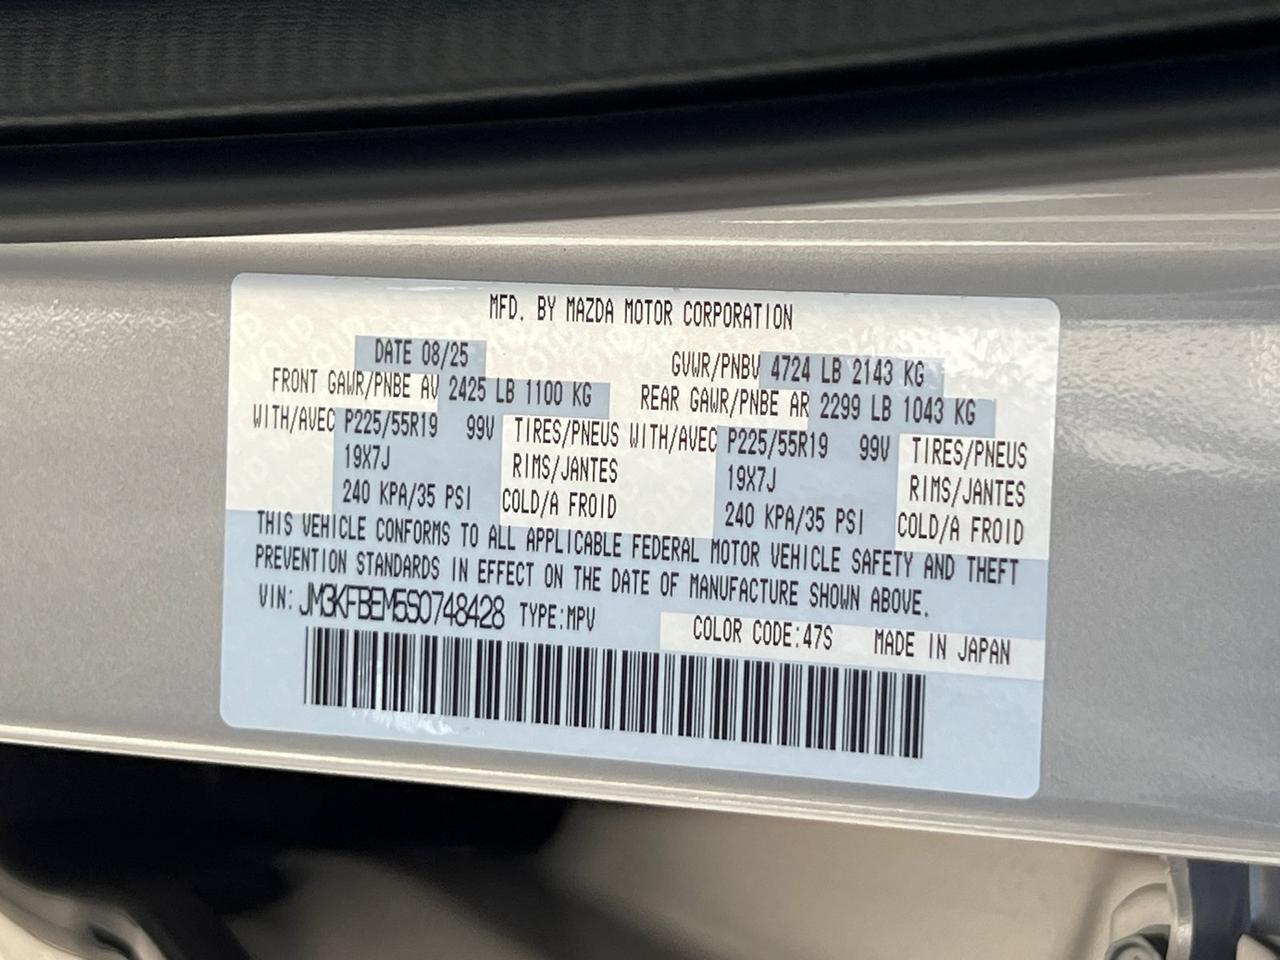 MFD. BY MAZDA MOTOR CORPORATION
DATE 08/25 GVWR/PNBV 4724 LB 2143 KG
FRONT GAWR/PNBE AV 2425 LB 1100 KG REAR GAWR/PNBE AR 2299 LB 1043 KG
WITH/AVEC P225/55R19 99V TIRES/PNEUS WITH/AVEC P225/55R19 99V TIRES/PNEUS
19X7J RIMS/JANTES 19X7J RIMS/JANTES
240 KPA/35 PSI COLD/A FROID 240 KPA/35 PSI COLD/A FROID
THIS VEHICLE CONFORMS TO ALL APPLICABLE FEDERAL MOTOR VEHICLE SAFETY AND THEFT
PREVENTION STANDARDS IN EFFECT ON THE DATE OF MANUFACTURE SHOWN ABOVE.
VIN: JM3KFBEM5S0748428 TYPE:MPV COLOR CODE:47S MADE IN JAPAN